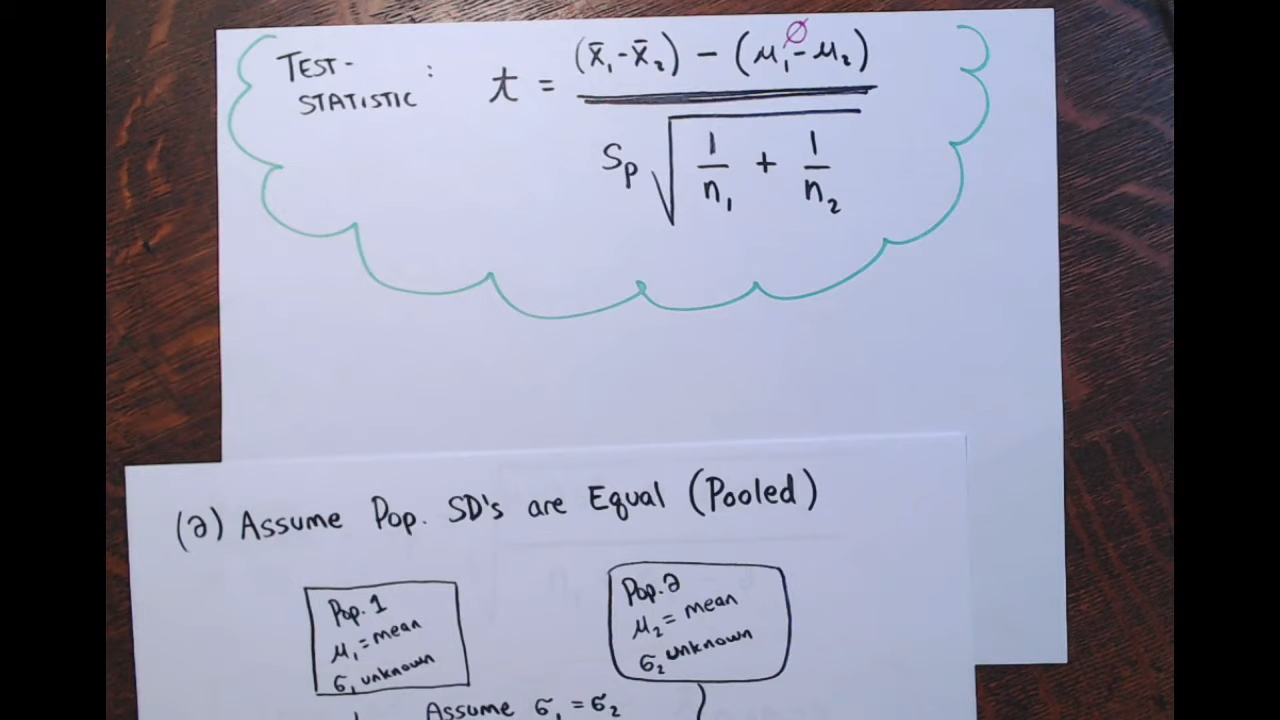 TEST-STATISTIC : t = (x̄₁-x̄₂) - (μ₁-μ₂) Ø
Sp √ 1/n₁ + 1/n₂
(2) Assume Pop. SD's are Equal (Pooled)
Pop. 1
μ₁ = mean
σ₁ unknown
Pop. 2
μ₂ = mean
σ₂ unknown
Assume σ₁ = σ₂